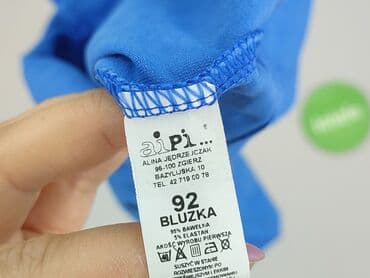 aipi...
ALINA JĘDRZEJCZAK
95-100 ZGIERZ
BAZYLIJSKA 10
TEL. 42 719 00 78
92
BLUZKA
95% BAWEŁNA
5% ELASTAN
JAKOŚĆ WYROBU PIERWSZA
SUSZYĆ W STANIE
ROZWIESZONYM PO